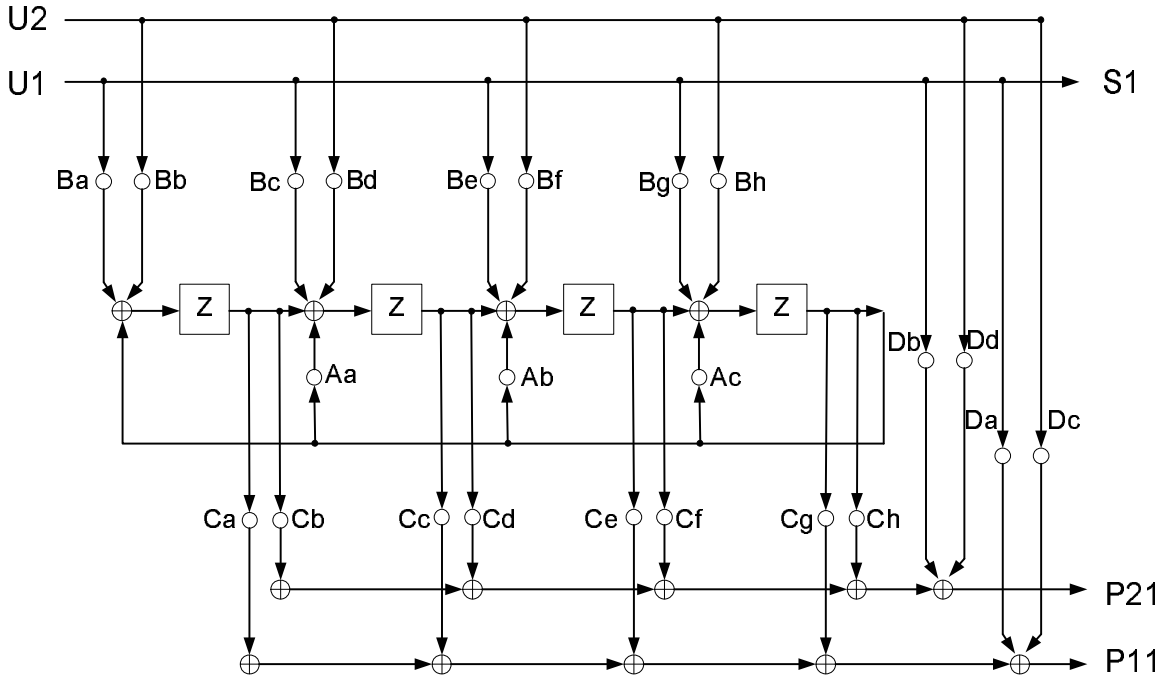 U2
U1 S1
Ba Bb Bc Bd Be Bf Bg Bh
Z Z Z Z
Db Dd
Aa Ab Ac
Da Dc
Ca Cb Cc Cd Ce Cf Cg Ch
P21
P11